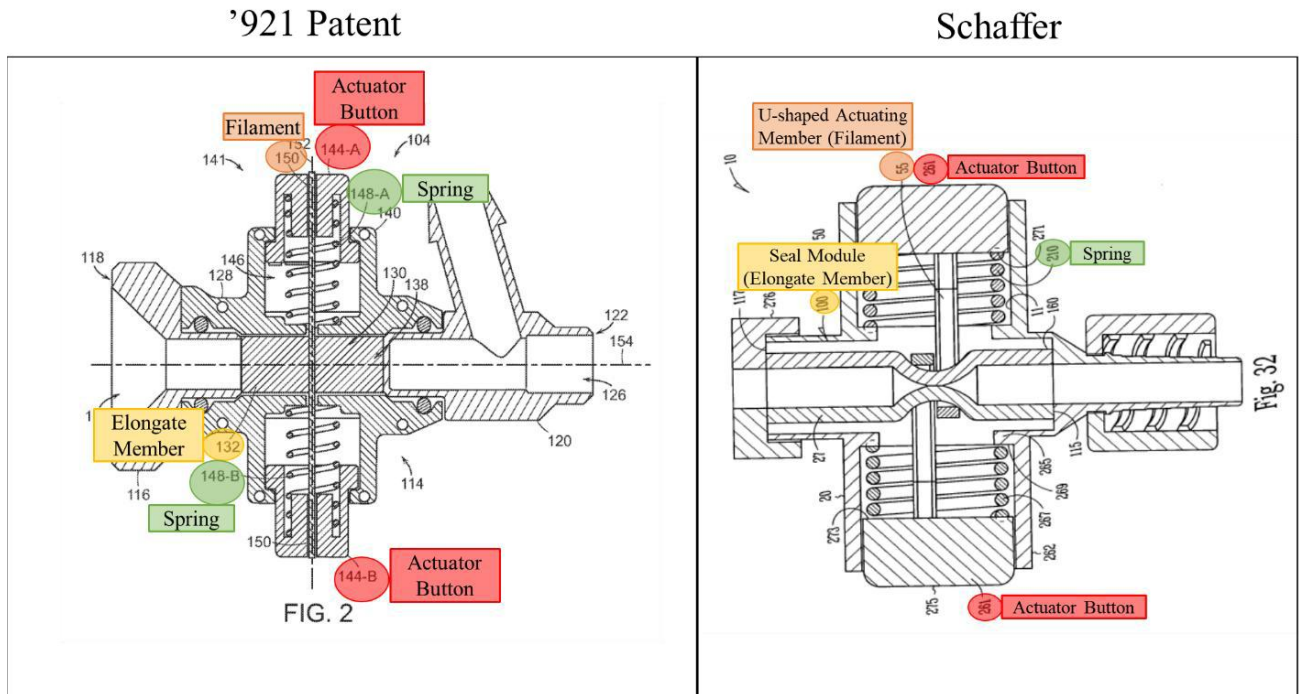 ’921 Patent
Schaffer
Actuator
Button
Filament
152
150
144-A
104
141
148-A
Spring
140
146
118
128
130
138
122
154
126
Elongate
Member
132
120
148-B
114
116
Spring
150
144-B
Actuator
Button
FIG. 2
U-shaped Actuating
Member (Filament)
10
55
261
Actuator Button
50
271
210
Spring
Seal Module
(Elongate Member)
100
11
117
276
160
27
20
273
265
115
269
267
262
275
261
Actuator Button
Fig. 32